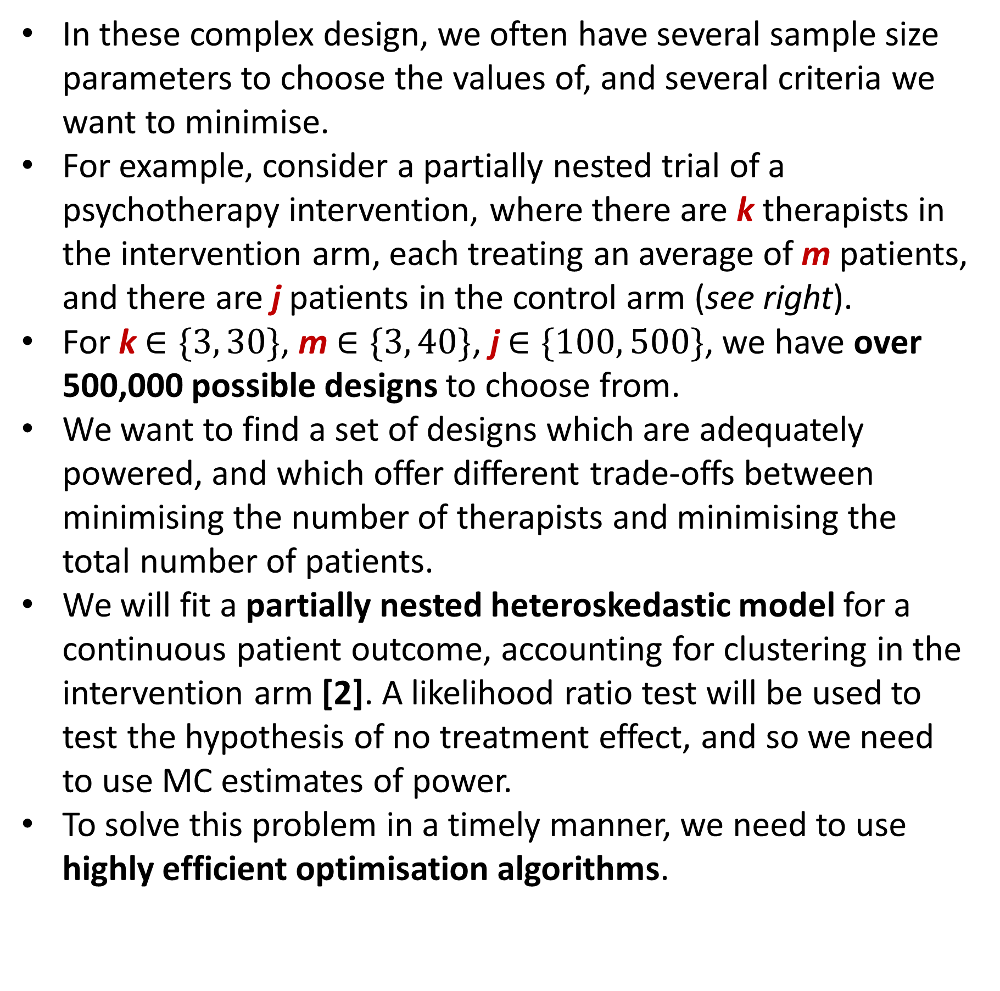 • In these complex design, we often have several sample size
parameters to choose the values of, and several criteria we
want to minimise.
• For example, consider a partially nested trial of a
psychotherapy intervention, where there are k therapists in
the intervention arm, each treating an average of m patients,
and there are j patients in the control arm (see right).
• For k ∈ {3, 30}, m ∈ {3, 40}, j ∈ {100, 500}, we have over
500,000 possible designs to choose from.
• We want to find a set of designs which are adequately
powered, and which offer different trade-offs between
minimising the number of therapists and minimising the
total number of patients.
• We will fit a partially nested heteroskedastic model for a
continuous patient outcome, accounting for clustering in the
intervention arm [2]. A likelihood ratio test will be used to
test the hypothesis of no treatment effect, and so we need
to use MC estimates of power.
• To solve this problem in a timely manner, we need to use
highly efficient optimisation algorithms.